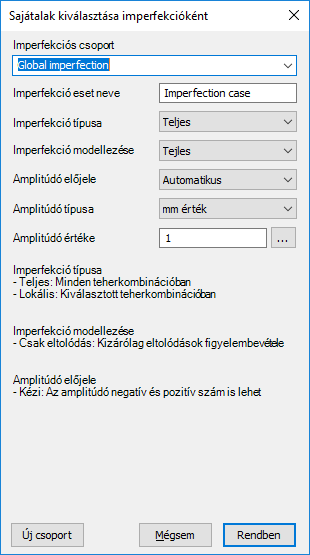 Sajátalak kiválasztása imperfekcióként
Imperfekciós csoport
Global imperfection
Imperfekció eset neve Imperfection case
Imperfekció típusa Teljes
Imperfekció modellezése Tejles
Amplitúdó előjele Automatikus
Amplitúdó típusa mm érték
Amplitúdó értéke 1 ...
Imperfekció típusa
- Teljes: Minden teherkombinációban
- Lokális: Kiválasztott teherkombinációban
Imperfekció modellezése
- Csak eltolódás: Kizárólag eltolódások figyelembevétele
Amplitúdó előjele
- Kézi: Az amplitúdó negatív és pozitív szám is lehet
Új csoport Mégsem Rendben